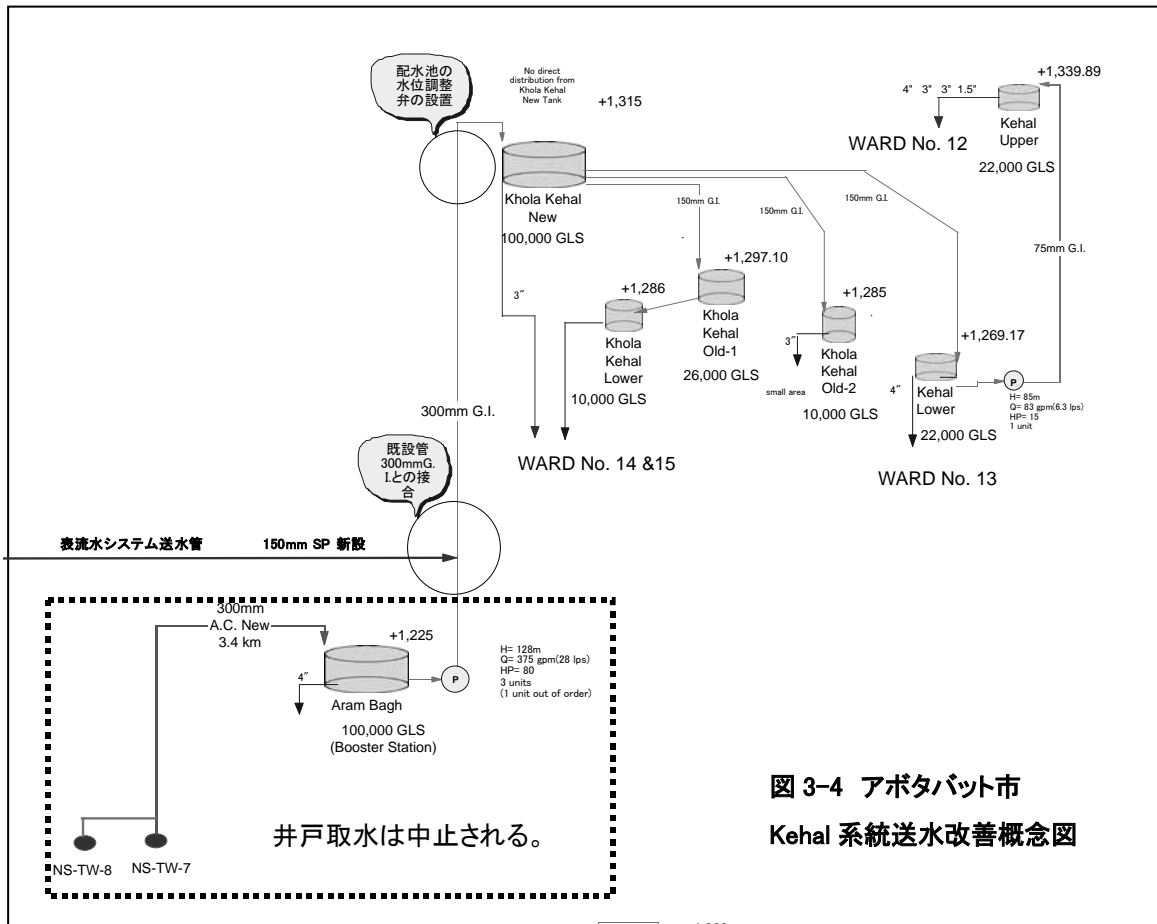 配水池の
水位調整
弁の設置
No direct
distribution from
Khola Kehal
New Tank
+1,315
Khola Kehal
New
100,000 GLS
3"
300mm G.I.
150mm G.I.
150mm G.I.
150mm G.I.
+1,297.10
Khola
Kehal
Old-1
26,000 GLS
+1,286
Khola
Kehal
Lower
10,000 GLS
WARD No. 14 &15
+1,285
3"
small area
Khola
Kehal
Old-2
10,000 GLS
+1,269.17
4"
Kehal
Lower
22,000 GLS
WARD No. 13
P
H= 85m
Q= 83 gpm(6.3 lps)
HP= 15
1 unit
75mm G.I.
+1,339.89
4" 3" 3" 1.5"
Kehal
Upper
22,000 GLS
WARD No. 12
既設管
300mmG.
I.との接
合
表流水システム送水管 150mm SP 新設
300mm
A.C. New
3.4 km
+1,225
4"
Aram Bagh
100,000 GLS
(Booster Station)
P
H= 128m
Q= 375 gpm(28 lps)
HP= 80
3 units
(1 unit out of order)
NS-TW-8
NS-TW-7
井戸取水は中止される。
図 3-4 アボタバット市
Kehal 系統送水改善概念図